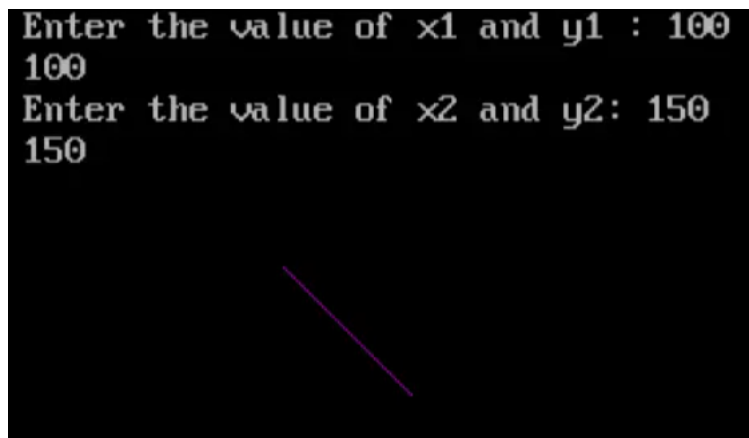 Enter the value of x1 and y1 : 100
100
Enter the value of x2 and y2: 150
150